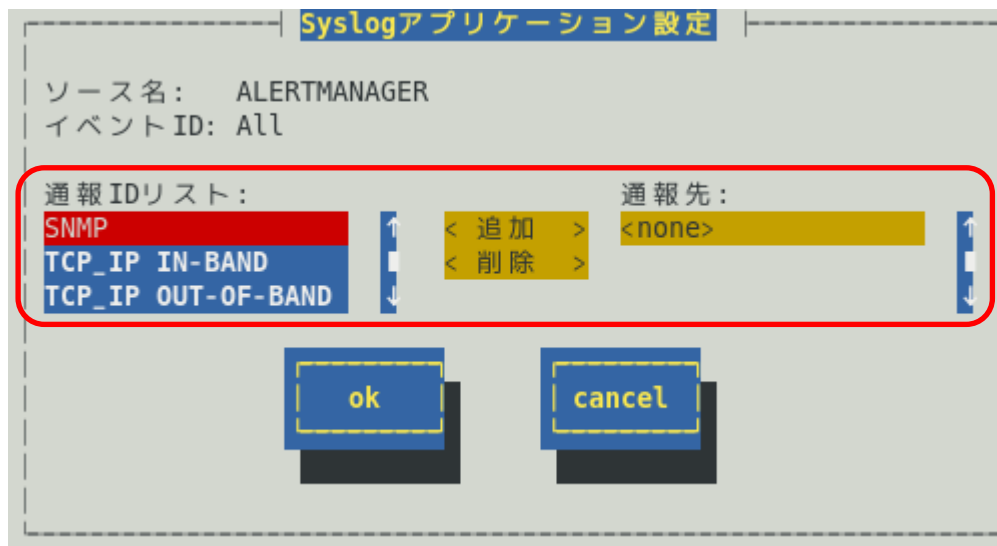 Syslogアプリケーション設定
ソース名: ALERTMANAGER
イベントID: All
通報IDリスト: 通報先:
SNMP ↑ < 追加 > <none> ↑
TCP_IP IN-BAND < 削除 >
TCP_IP OUT-OF-BAND ↓ ↓
ok cancel